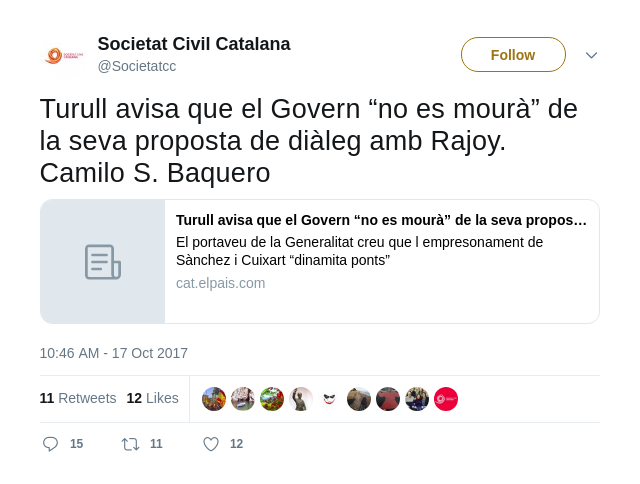 Societat Civil Catalana
@Societatcc
Follow
Turull avisa que el Govern “no es mourà” de
la seva proposta de diàleg amb Rajoy.
Camilo S. Baquero
Turull avisa que el Govern “no es mourà” de la seva propos…
El portaveu de la Generalitat creu que l empresonament de
Sànchez i Cuixart “dinamita ponts”
cat.elpais.com
10:46 AM - 17 Oct 2017
11 Retweets 12 Likes
15 11 12